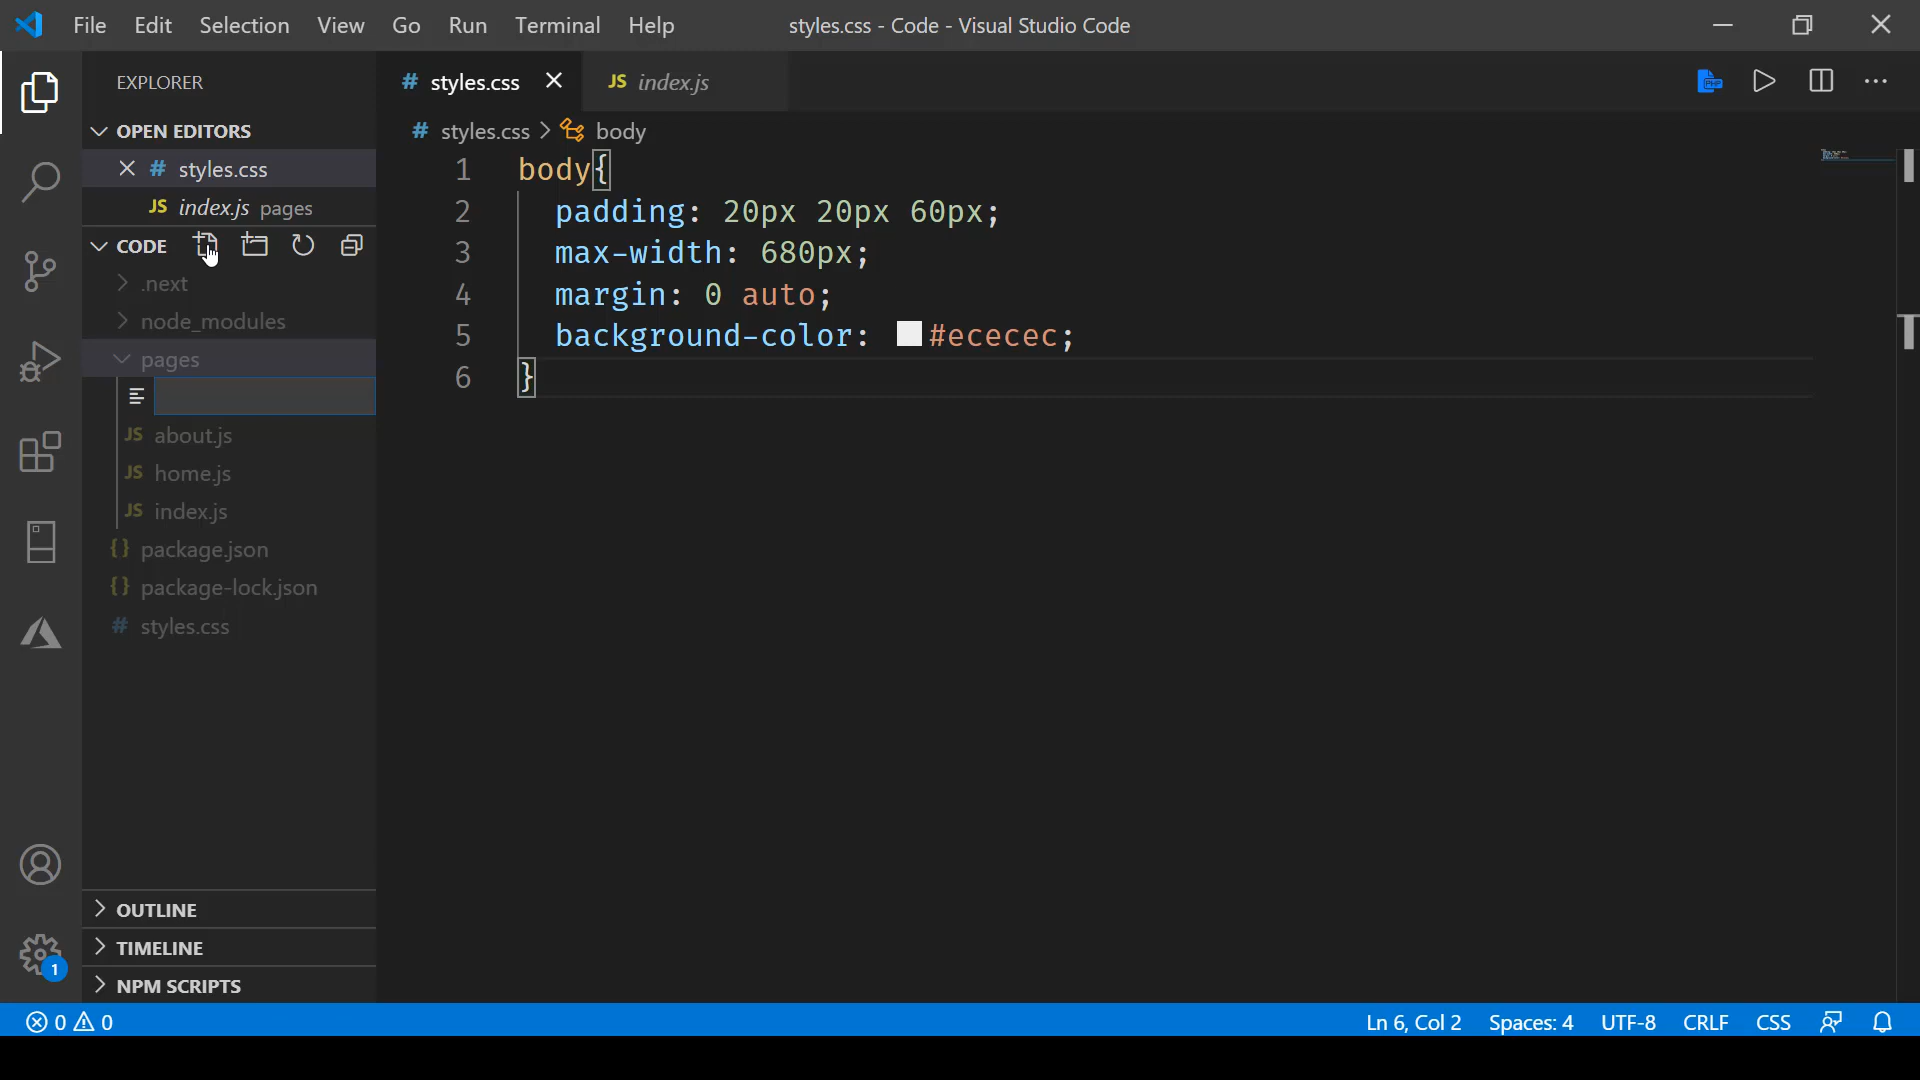 File Edit Selection View Go Run Terminal Help styles.css - Code - Visual Studio Code
EXPLORER
# styles.css
JS index.js
OPEN EDITORS
# styles.css
JS index.js pages
CODE
.next
node_modules
pages
JS about.js
JS home.js
JS index.js
{} package.json
{} package-lock.json
# styles.css
OUTLINE
TIMELINE
NPM SCRIPTS
1
# styles.css > body
1 body{
2 padding: 20px 20px 60px;
3 max-width: 680px;
4 margin: 0 auto;
5 background-color: #ececec;
6 }
0 0 Ln 6, Col 2 Spaces: 4 UTF-8 CRLF CSS